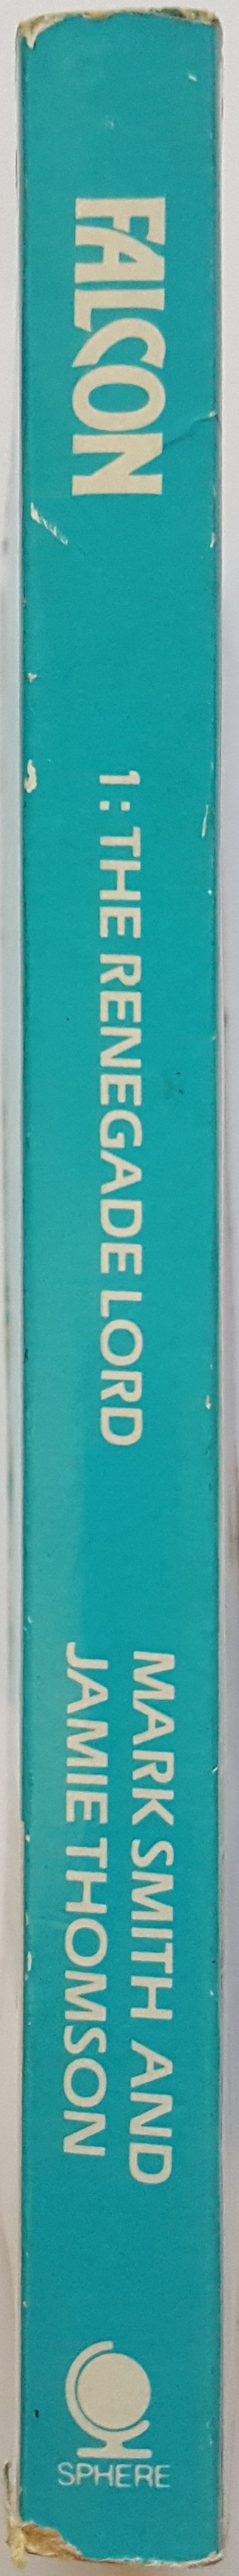 FALCON
1: THE RENEGADE LORD
MARK SMITH AND
JAMIE THOMSON
SPHERE